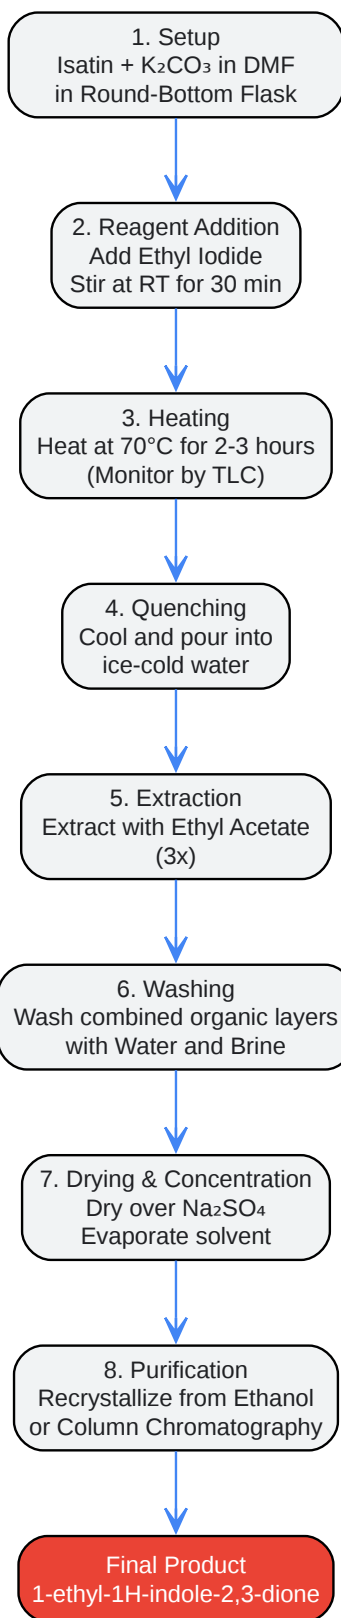 1. Setup
Isatin + K₂CO₃ in DMF
in Round-Bottom Flask
2. Reagent Addition
Add Ethyl Iodide
Stir at RT for 30 min
3. Heating
Heat at 70°C for 2-3 hours
(Monitor by TLC)
4. Quenching
Cool and pour into
ice-cold water
5. Extraction
Extract with Ethyl Acetate
(3x)
6. Washing
Wash combined organic layers
with Water and Brine
7. Drying & Concentration
Dry over Na₂SO₄
Evaporate solvent
8. Purification
Recrystallize from Ethanol
or Column Chromatography
Final Product
1-ethyl-1H-indole-2,3-dione